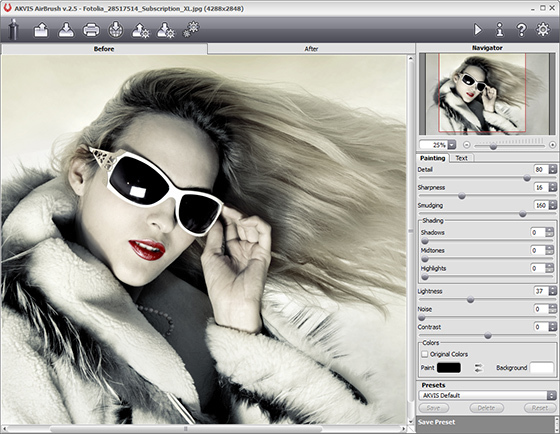 AKVIS AirBrush v.2.5 - Fotolia_28517514_Subscription_XL.jpg (4288x2848)
Before
After
Navigator
25%
Painting Text
Detail 80
Sharpness 16
Smudging 160
Shading
Shadows 0
Midtones 0
Highlights 0
Lightness 37
Noise 0
Contrast 0
Colors
Original Colors
Paint Background
Presets
AKVIS Default
Save Delete Reset
Save Preset